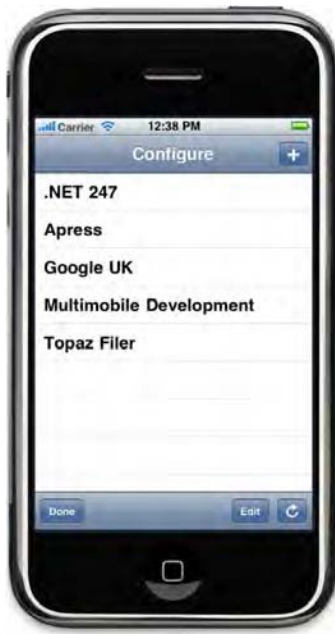 Carrier 12:38 PM
Configure +
.NET 247
Apress
Google UK
Multimobile Development
Topaz Filer
Done Edit